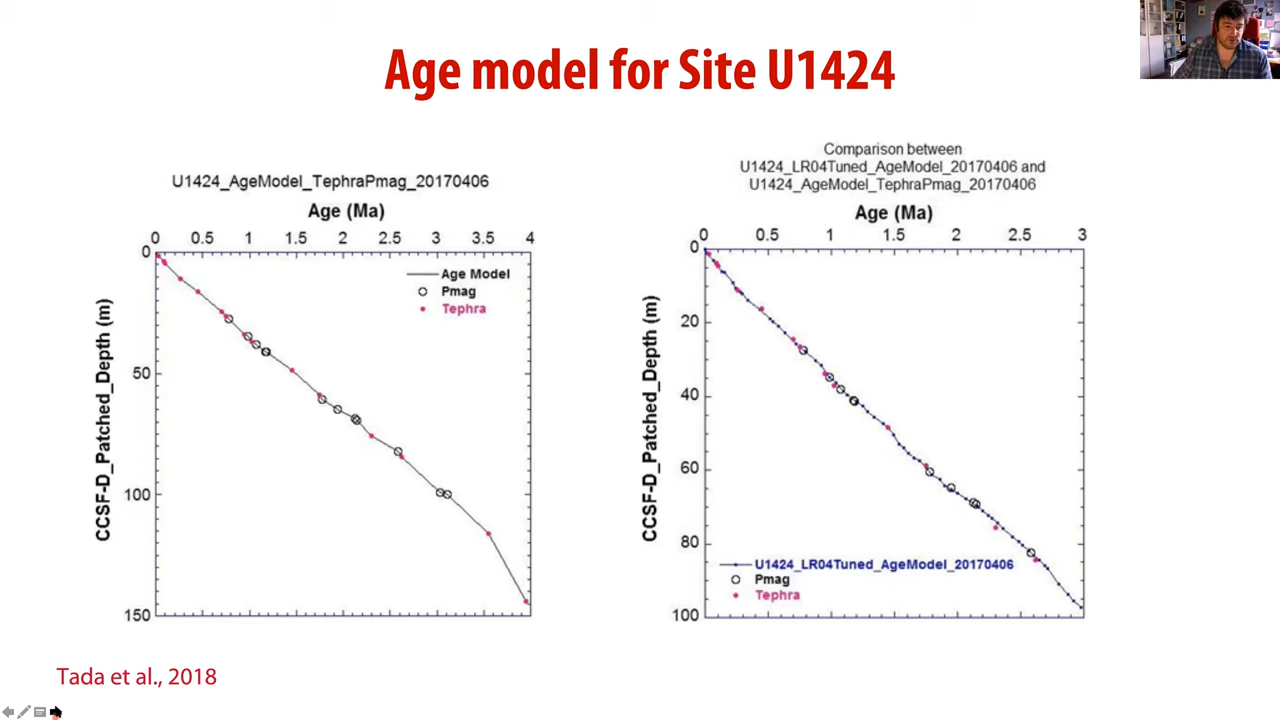 Age model for Site U1424
U1424_AgeModel_TephraPmag_20170406
Age (Ma)
0 0.5 1 1.5 2 2.5 3 3.5 4
0
50
100
150
CCSF-D_Patched_Depth (m)
Age Model
Pmag
Tephra
Comparison between
U1424_LR04Tuned_AgeModel_20170406 and
U1424_AgeModel_TephraPmag_20170406
Age (Ma)
0 0.5 1 1.5 2 2.5 3
0
20
40
60
80
100
CCSF-D_Patched_Depth (m)
U1424_LR04Tuned_AgeModel_20170406
Pmag
Tephra
Tada et al., 2018